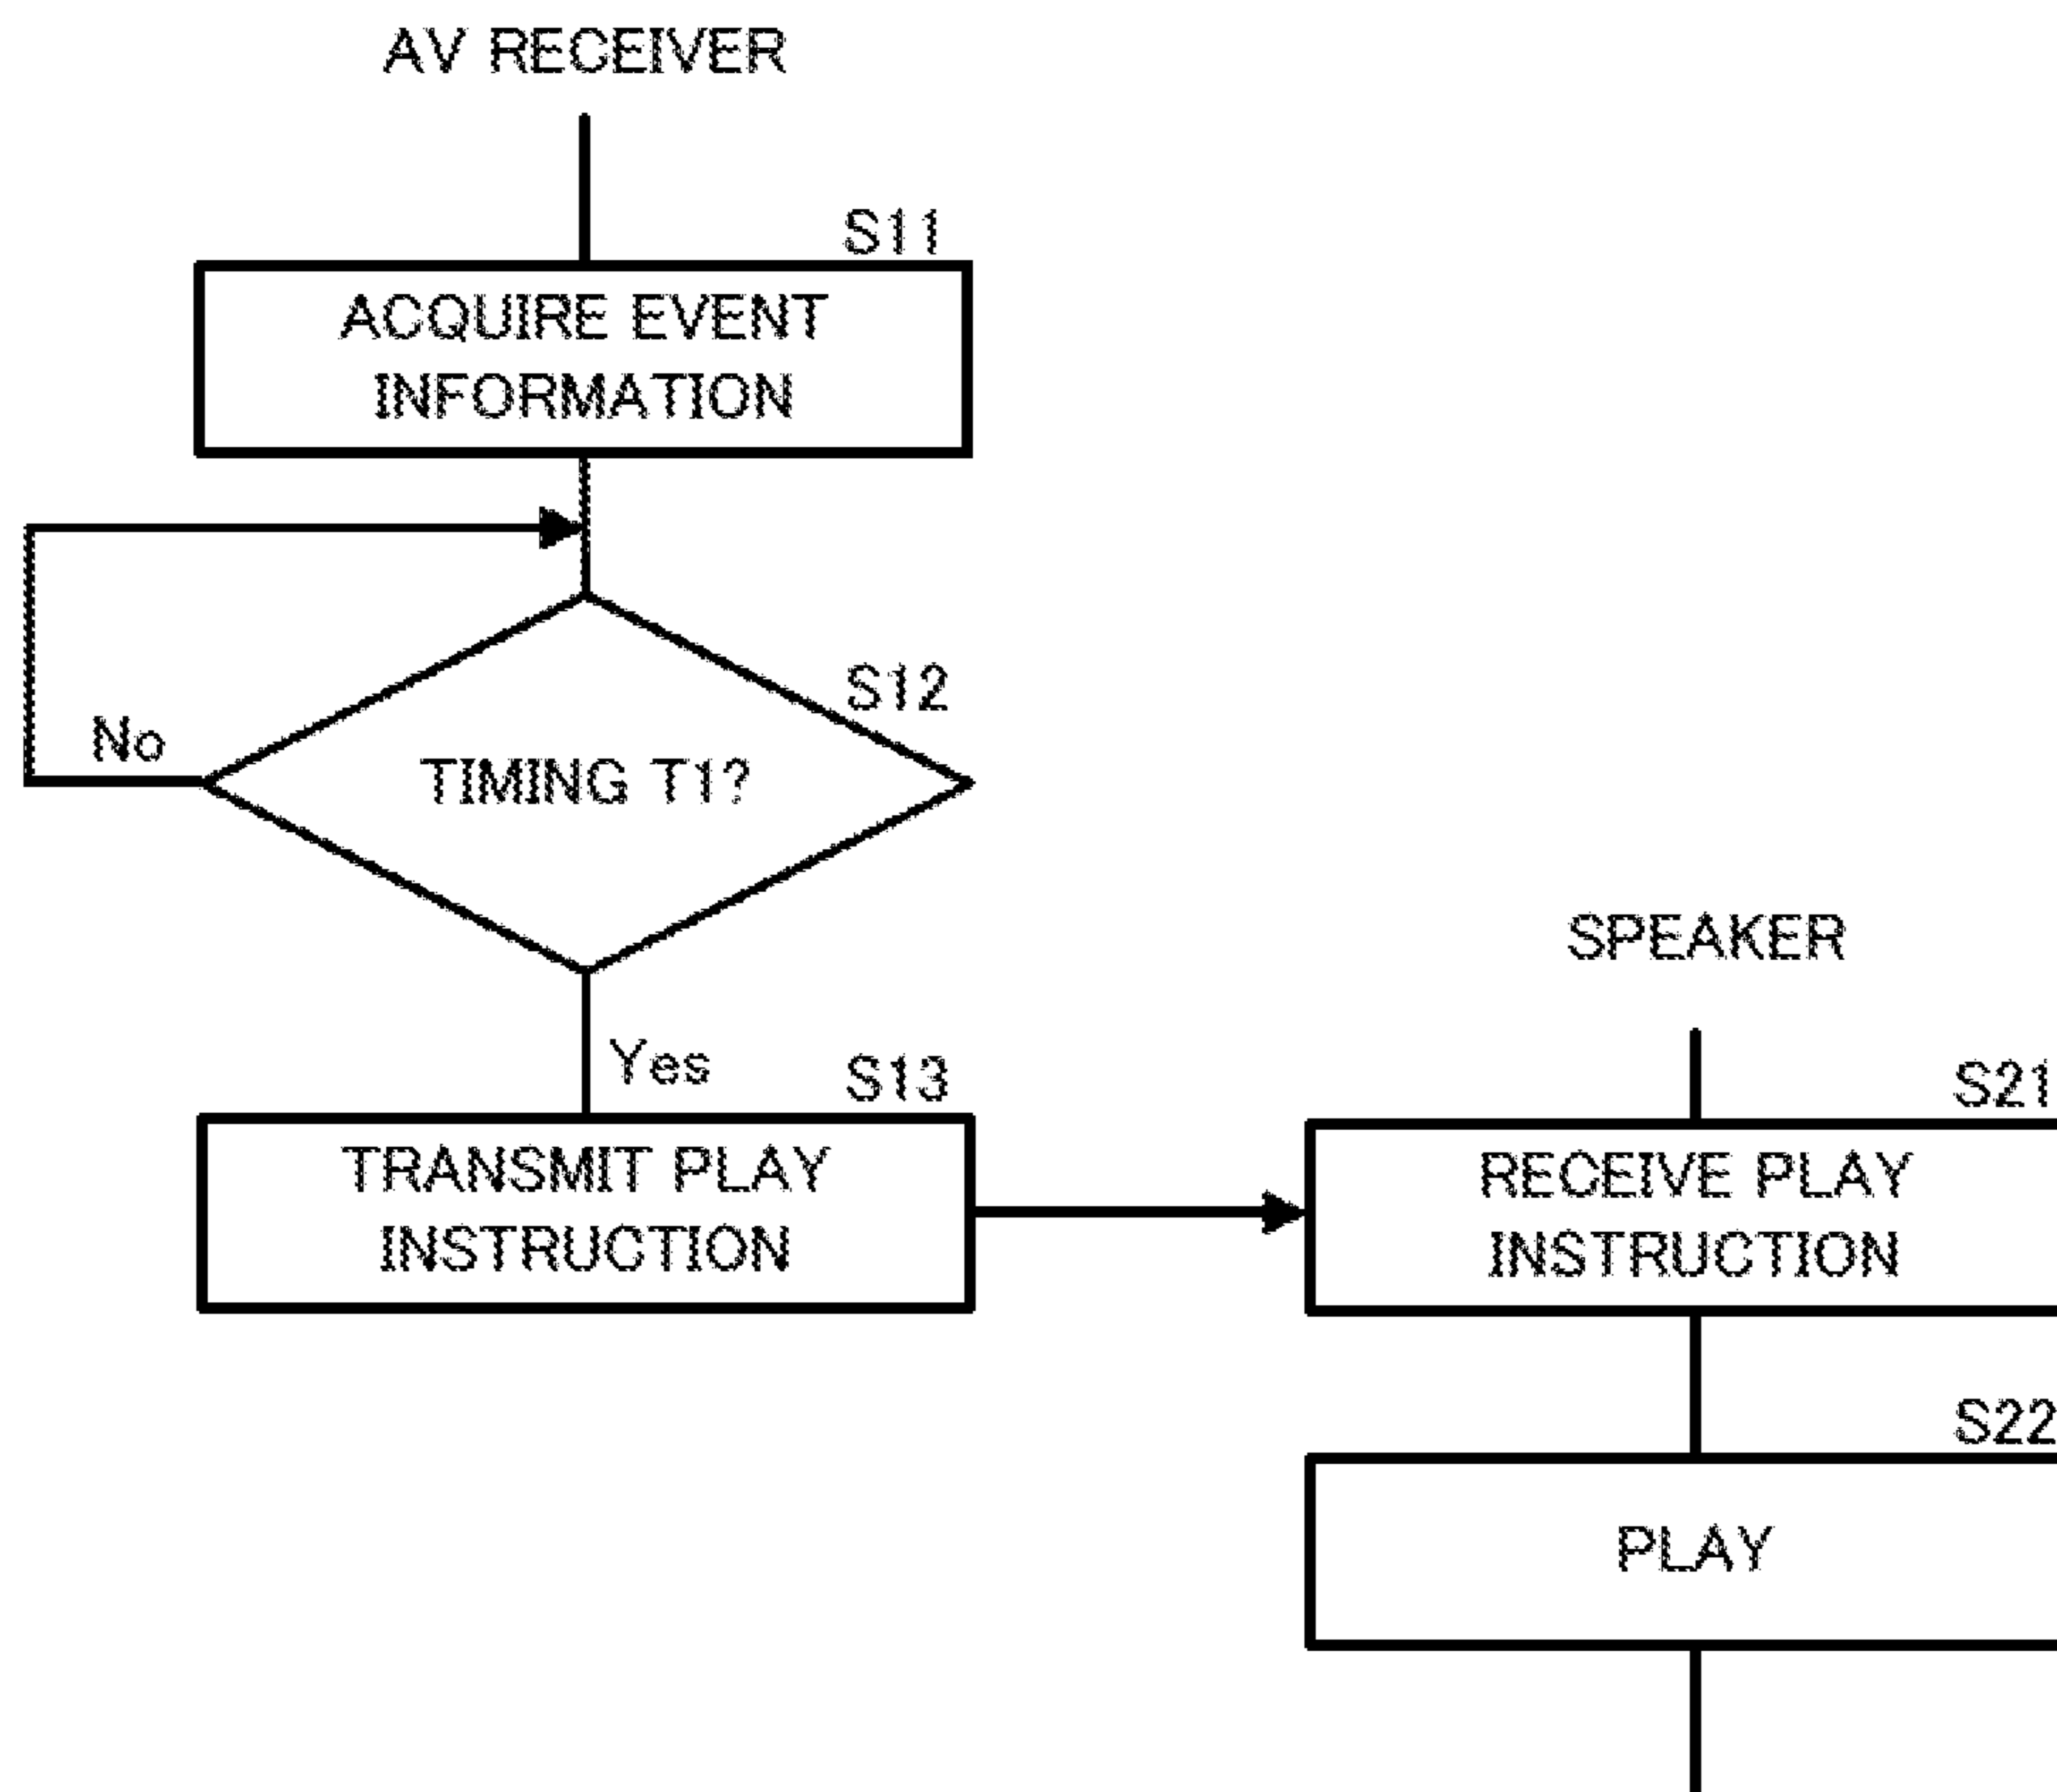 AV RECEIVER
S11
ACQUIRE EVENT
INFORMATION
S12
No
TIMING T1?
Yes
S13
TRANSMIT PLAY
INSTRUCTION
SPEAKER
S21
RECEIVE PLAY
INSTRUCTION
S22
PLAY